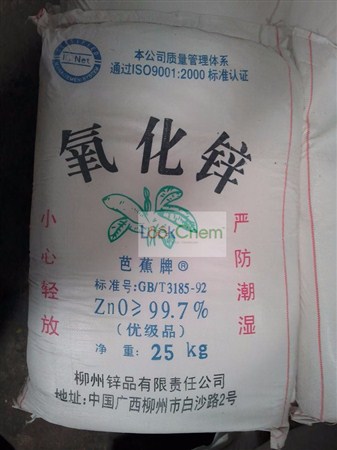 本公司质量管理体系
通过ISO9001:2000 标准认证
Net
氧化锌
LookChem
小心轻放
严防潮湿
芭蕉牌®
标准号:GB/T3185-92
ZnO≥99.7%
(优级品)
净 重: 25 kg
柳州锌品有限责任公司
地址:中国广西柳州市白沙路2号